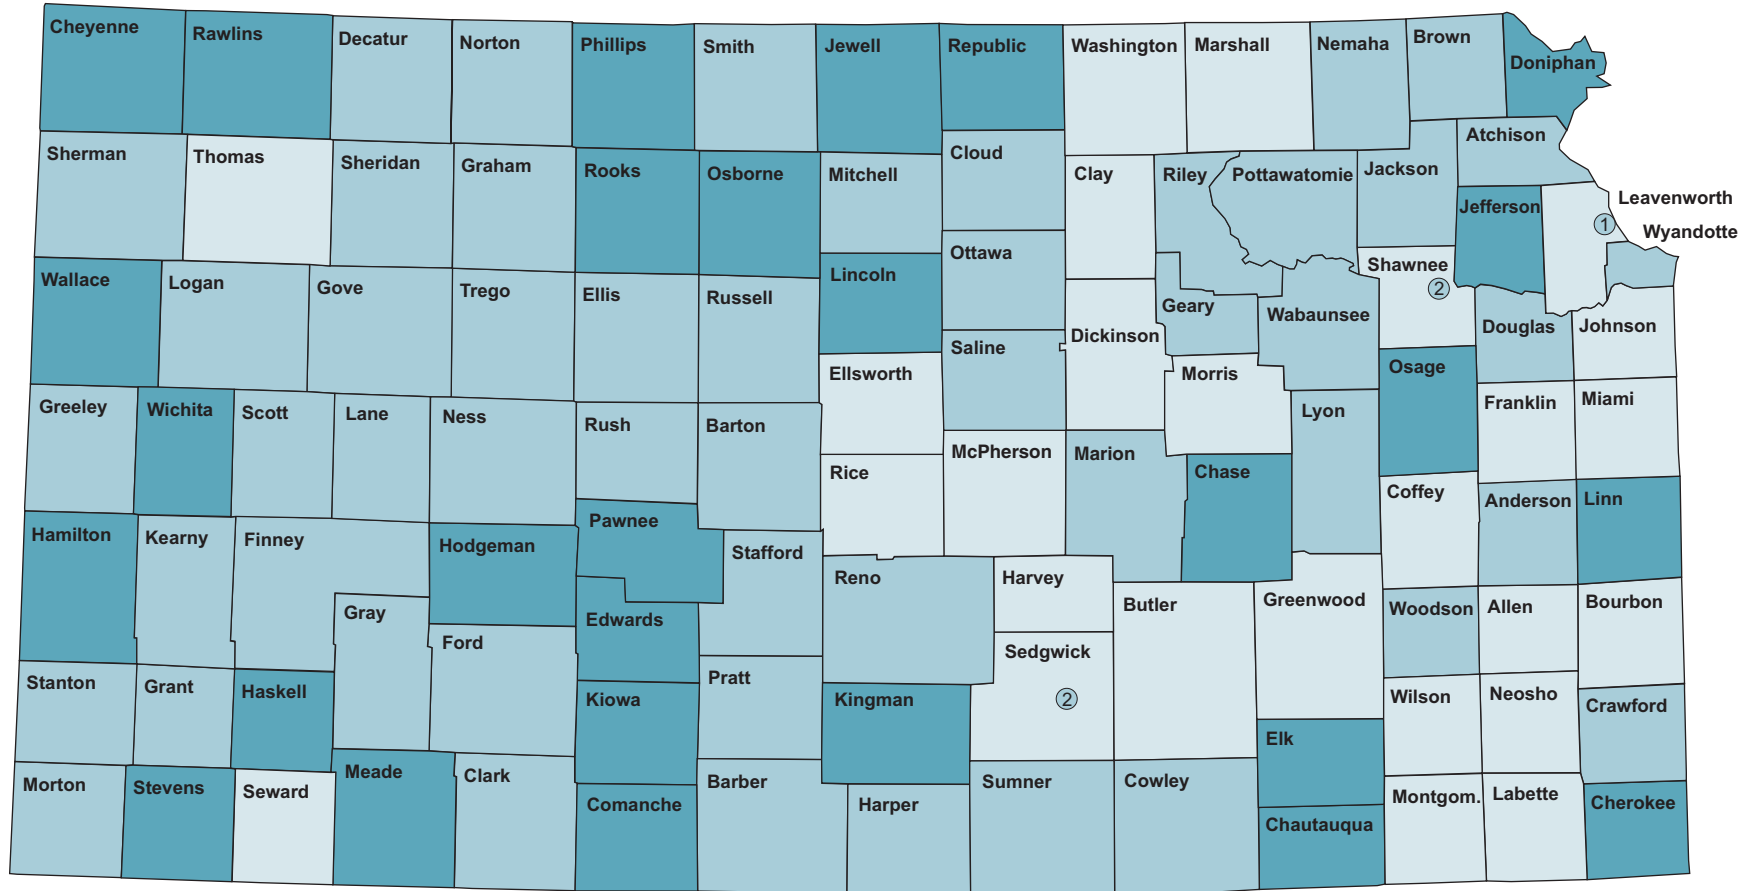 Cheyenne
Rawlins
Decatur
Norton
Phillips
Smith
Jewell
Republic
Washington
Marshall
Nemaha
Brown
Doniphan
Sherman
Thomas
Sheridan
Graham
Rooks
Osborne
Mitchell
Cloud
Clay
Riley
Pottawatomie
Jackson
Atchison
Jefferson
Leavenworth
1
Wyandotte
Wallace
Logan
Gove
Trego
Ellis
Russell
Lincoln
Ottawa
Saline
Dickinson
Geary
Wabaunsee
Shawnee
2
Douglas
Johnson
Greeley
Wichita
Scott
Lane
Ness
Rush
Barton
Ellsworth
Rice
McPherson
Marion
Morris
Chase
Lyon
Osage
Franklin
Miami
Coffey
Anderson
Linn
Hamilton
Kearny
Finney
Hodgeman
Pawnee
Stafford
Gray
Ford
Edwards
Reno
Harvey
Butler
Greenwood
Woodson
Allen
Bourbon
Sedgwick
2
Stanton
Grant
Haskell
Kiowa
Pratt
Kingman
Elk
Wilson
Neosho
Crawford
Morton
Stevens
Seward
Meade
Clark
Comanche
Barber
Harper
Sumner
Cowley
Chautauqua
Montgom.
Labette
Cherokee